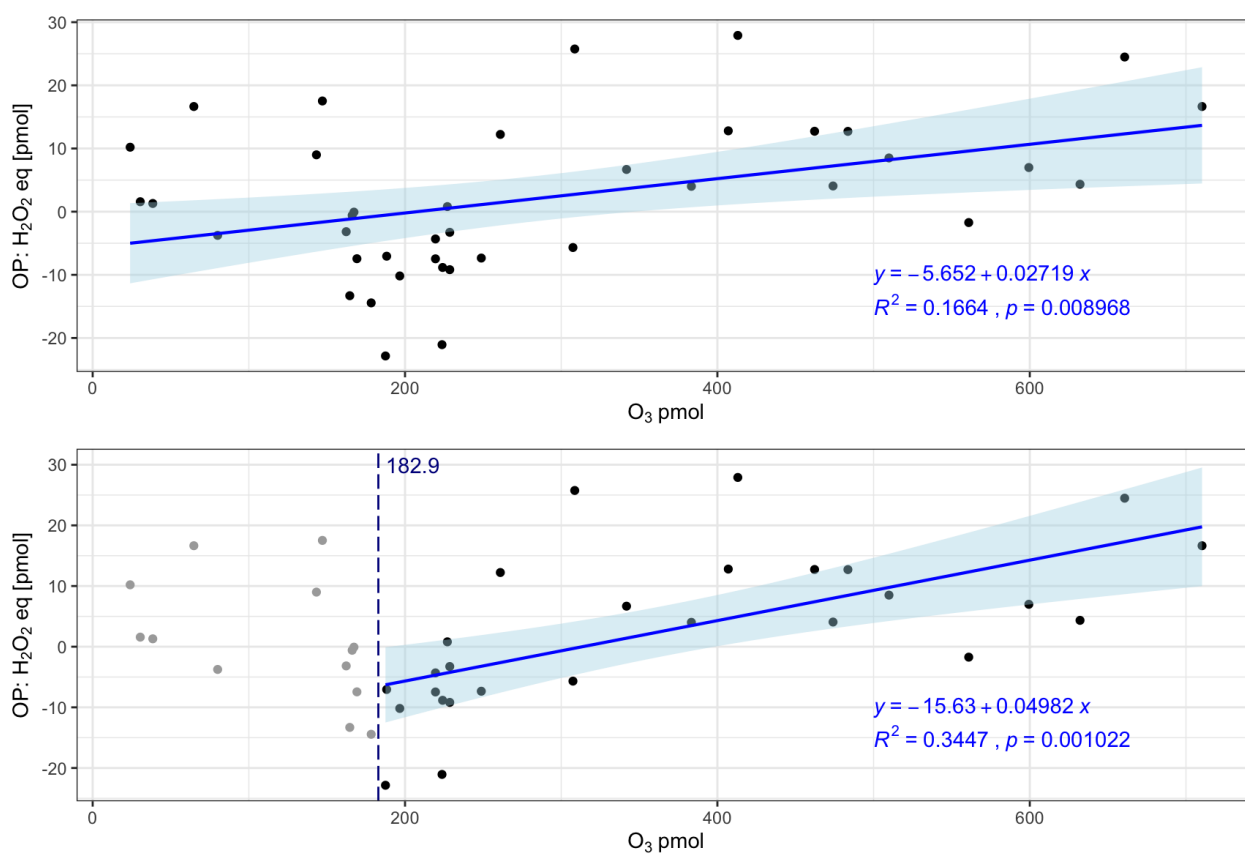 30
20
10
0
-10
-20
OP: H₂O₂ eq [pmol]
y = −5.652 + 0.02719 x
R² = 0.1664 , p = 0.008968
0 200 400 600
O₃ pmol
182.9
30
20
10
0
-10
-20
OP: H₂O₂ eq [pmol]
y = −15.63 + 0.04982 x
R² = 0.3447 , p = 0.001022
0 200 400 600
O₃ pmol